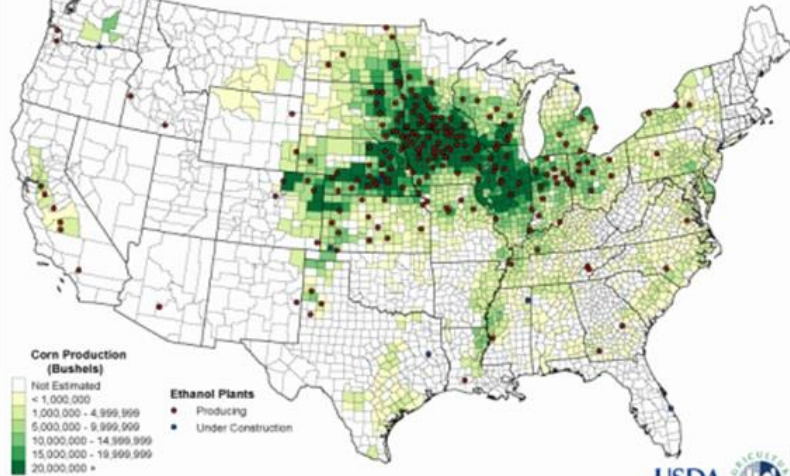 Corn Production
(Bushels)
Not Estimated
< 1,000,000
1,000,000 - 4,999,999
5,000,000 - 9,999,999
10,000,000 - 14,999,999
15,000,000 - 19,999,999
20,000,000 +
Ethanol Plants
Producing
Under Construction
USDA